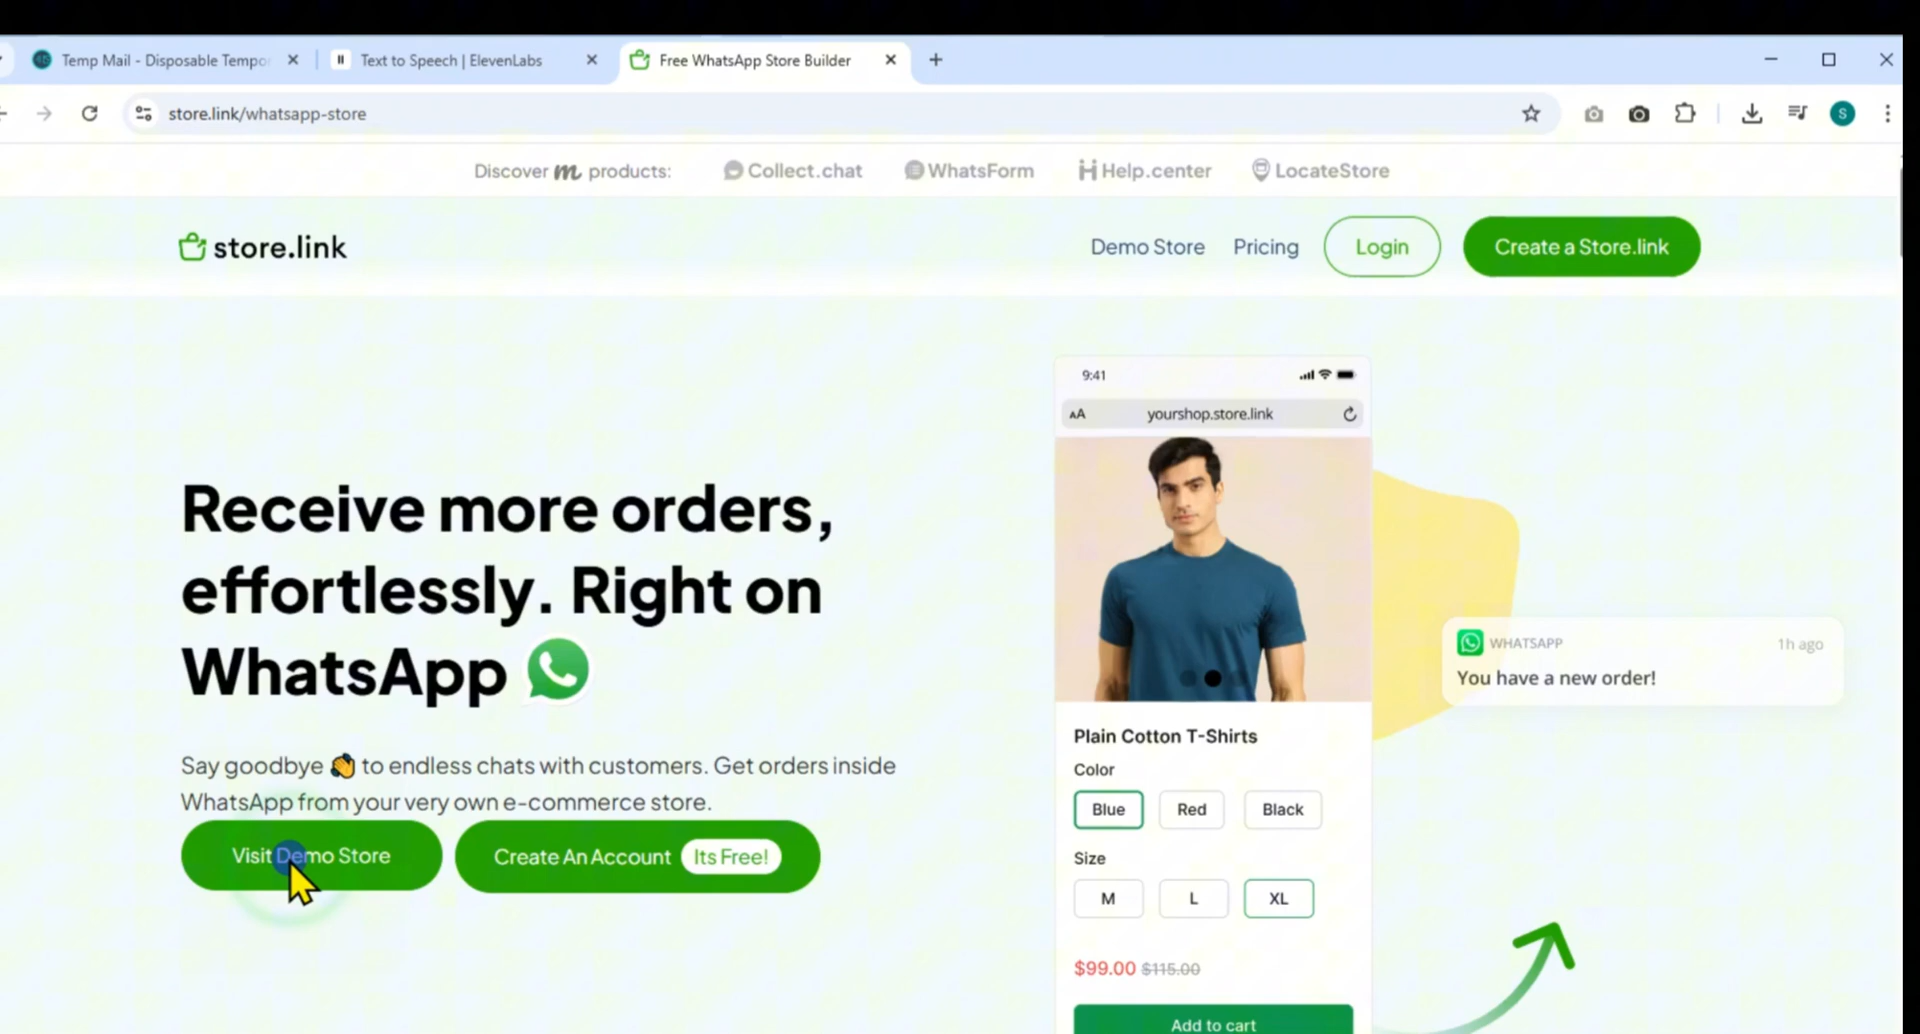 Temp Mail - Disposable Tempo
Text to Speech | ElevenLabs
Free WhatsApp Store Builder
store.link/whatsapp-store
S
Discover m products:
Collect.chat
WhatsForm
Help.center
LocateStore
store.link
Demo Store
Pricing
Login
Create a Store.link
Receive more orders,
effortlessly. Right on
WhatsApp
Say goodbye 👏 to endless chats with customers. Get orders inside
WhatsApp from your very own e-commerce store.
Visit Demo Store
Create An Account Its Free!
9:41
AA yourshop.store.link
Plain Cotton T-Shirts
Color
Blue Red Black
Size
M L XL
$99.00 $115.00
Add to cart
WHATSAPP 1h ago
You have a new order!